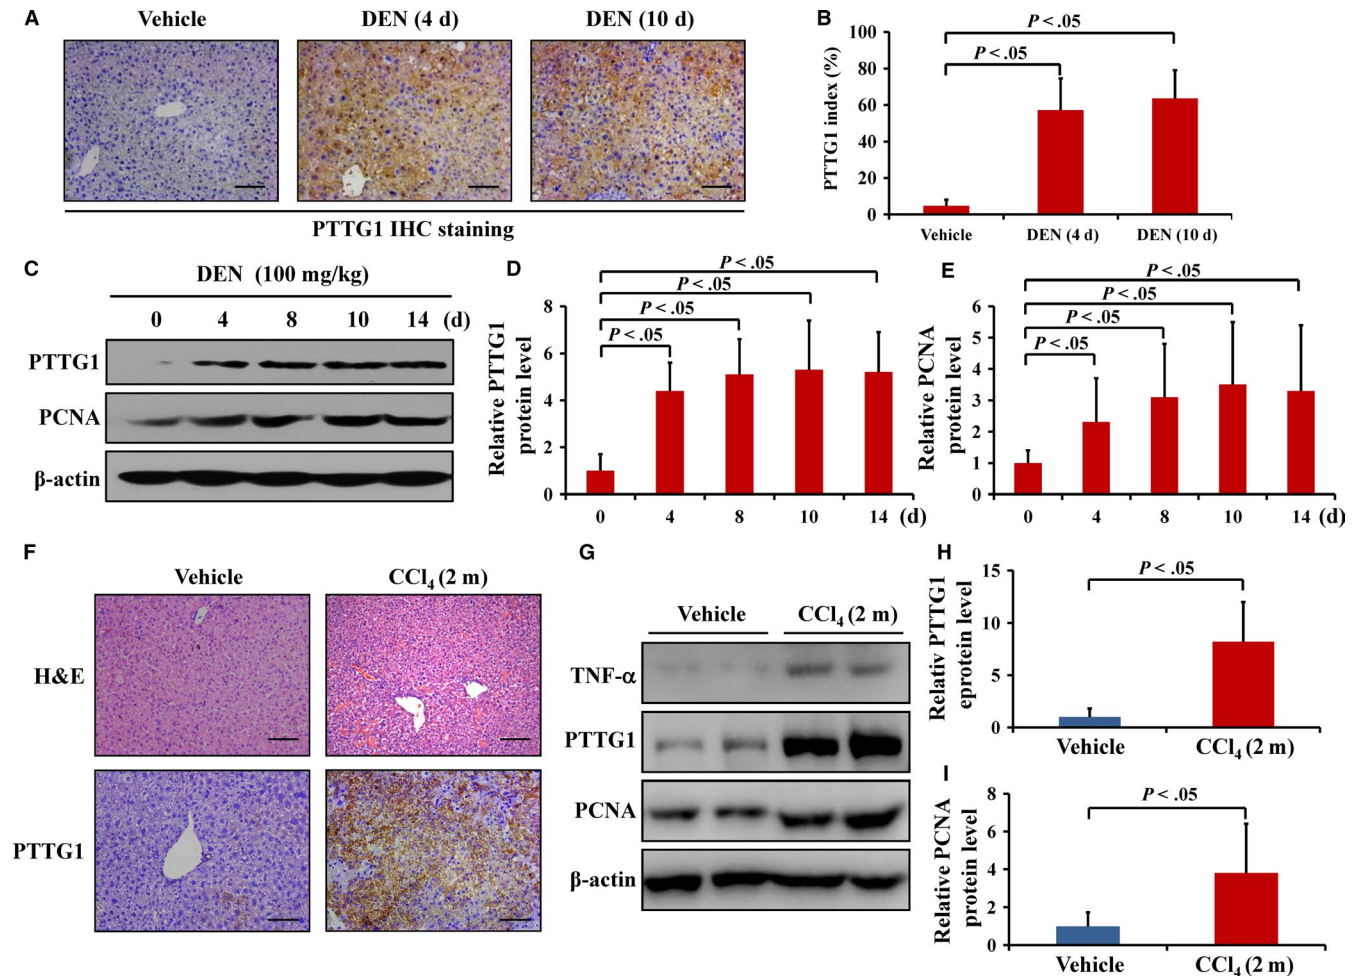 A
Vehicle
DEN (4 d)
DEN (10 d)
PTTG1 IHC staining
B
P < .05
P < .05
PTTG1 index (%)
100
80
60
40
20
0
Vehicle
DEN (4 d)
DEN (10 d)
C
DEN (100 mg/kg)
0 4 8 10 14 (d)
PTTG1
PCNA
β-actin
D
P < .05
P < .05
P < .05
P < .05
Relative PTTG1
protein level
8
6
4
2
0
0 4 8 10 14 (d)
E
P < .05
P < .05
P < .05
P < .05
Relative PCNA
protein level
6
5
4
3
2
1
0
0 4 8 10 14 (d)
F
Vehicle
CCl₄ (2 m)
H&E
PTTG1
G
Vehicle
CCl₄ (2 m)
TNF-α
PTTG1
PCNA
β-actin
H
P < .05
Relativ PTTG1
eprotein level
15
10
5
0
Vehicle
CCl₄ (2 m)
I
P < .05
Relative PCNA
protein level
8
6
4
2
0
Vehicle
CCl₄ (2 m)